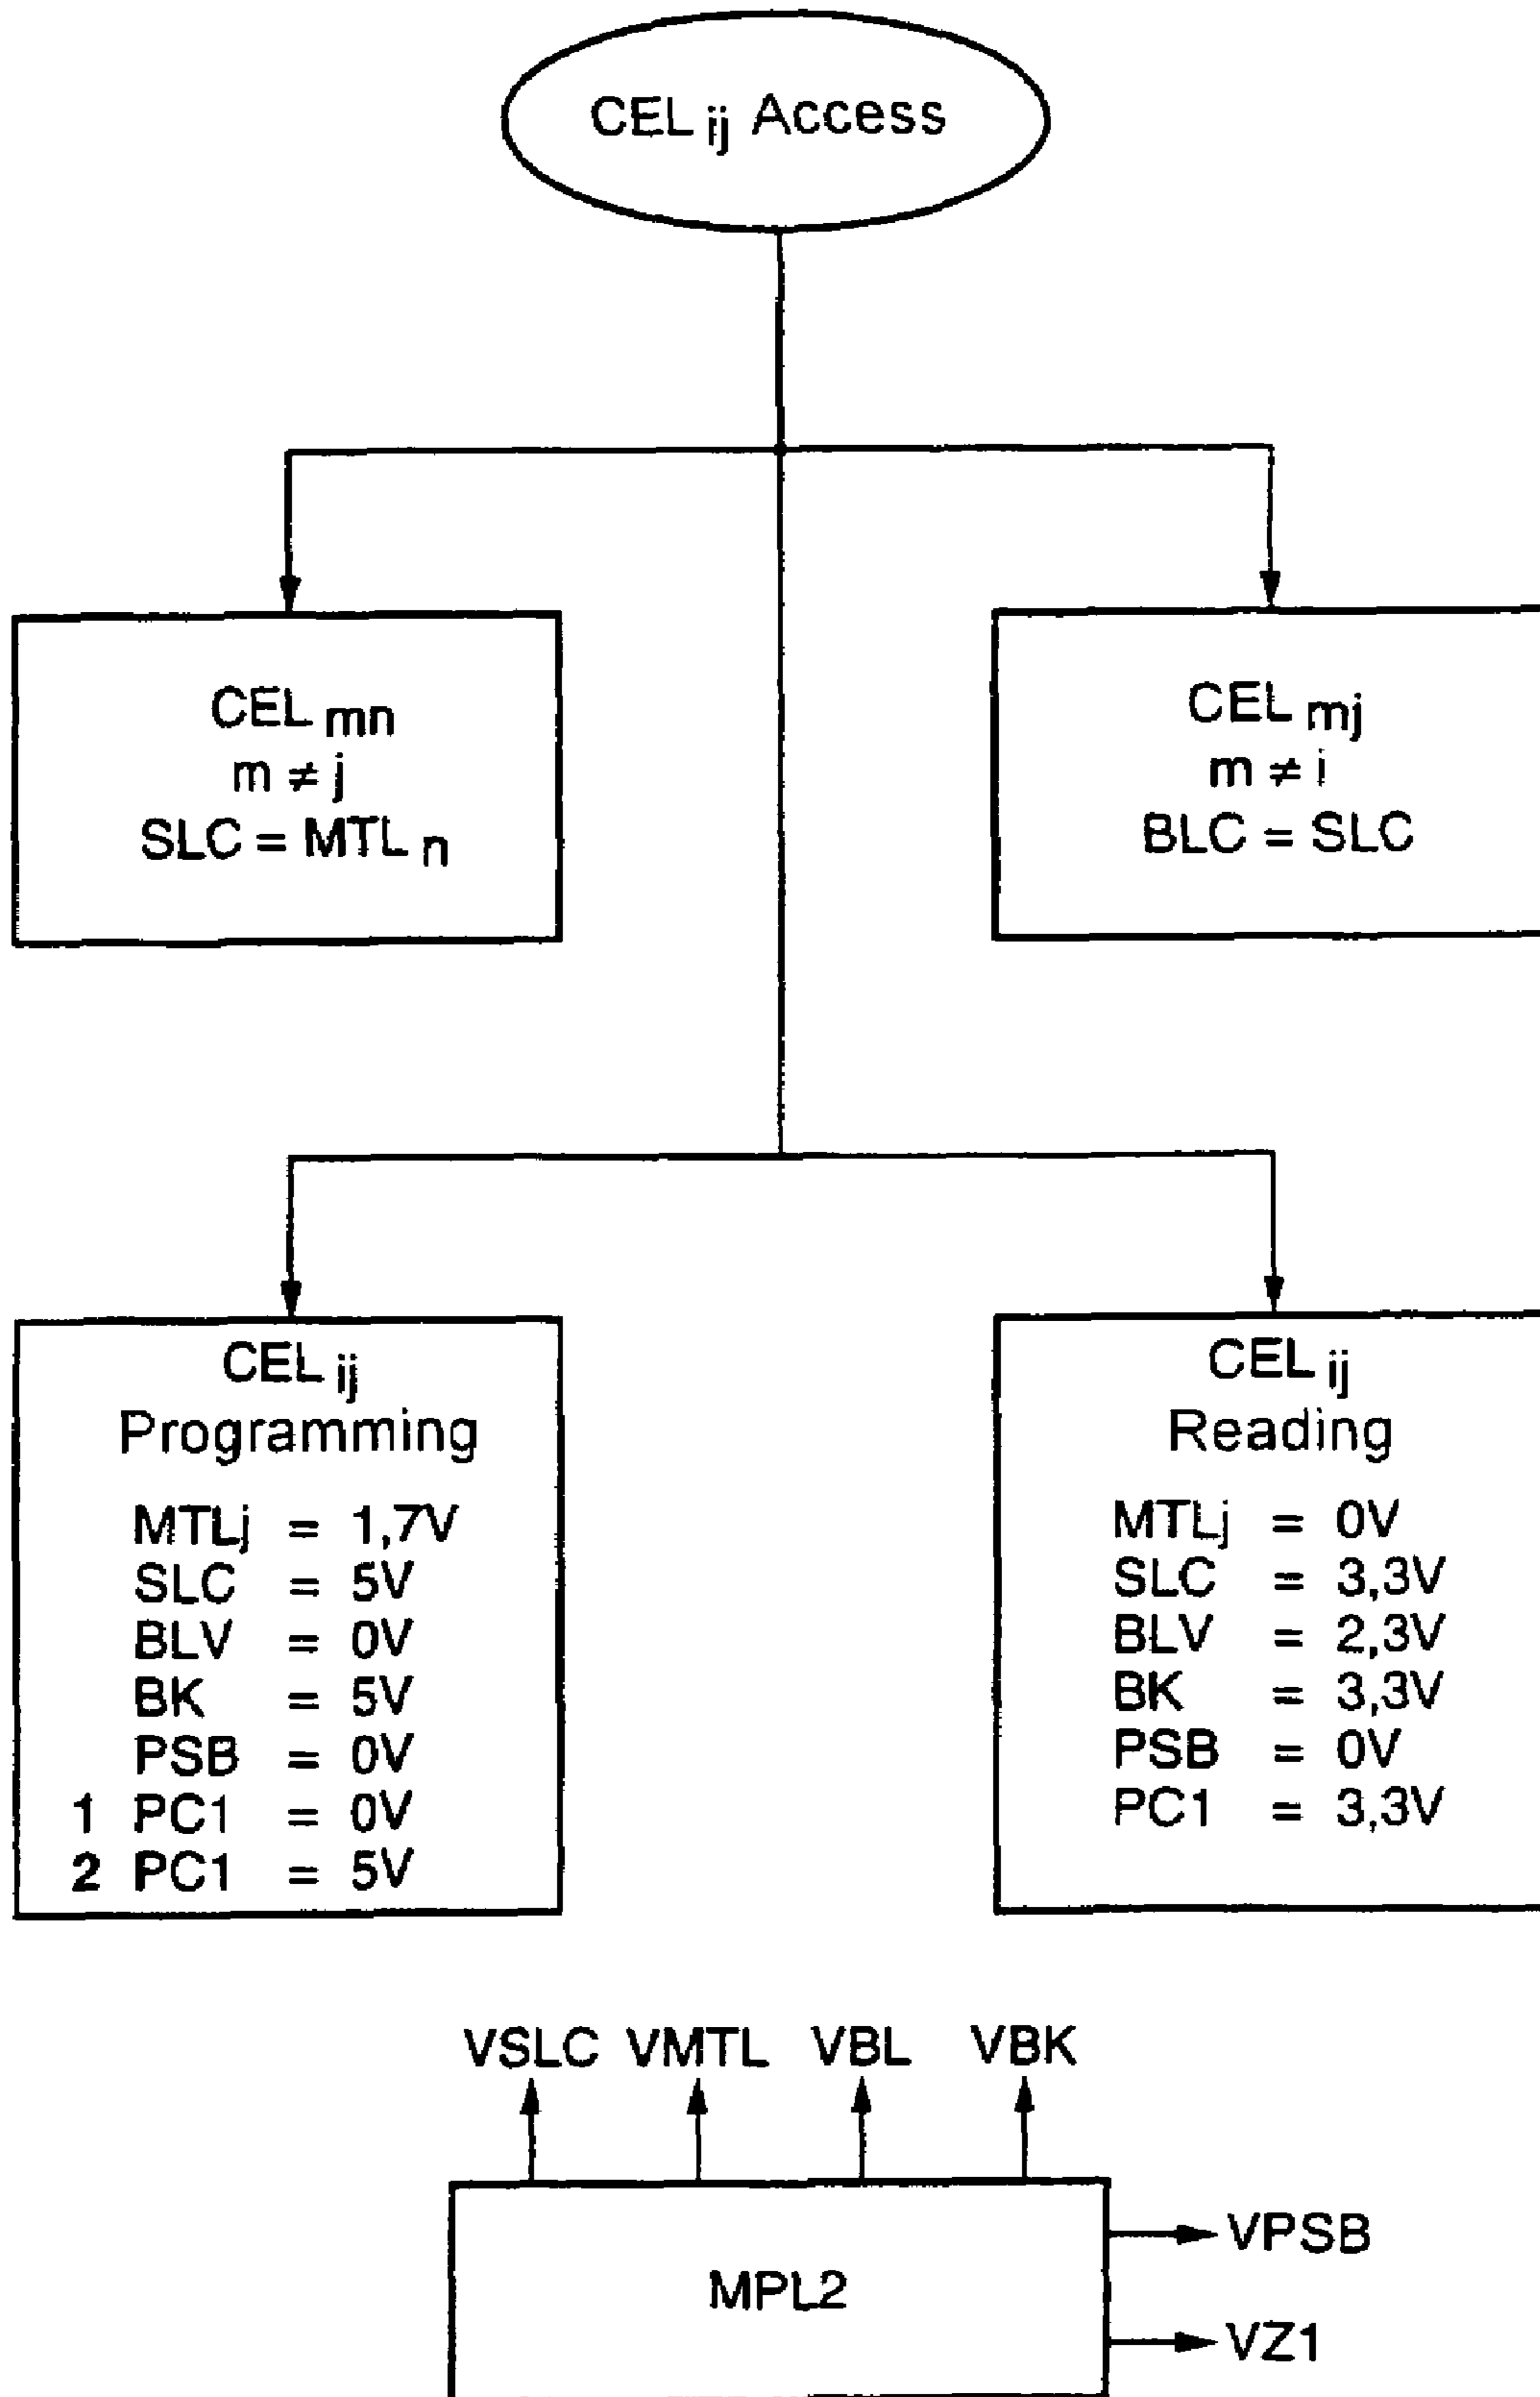 CEL ij Access
CEL mn
m ≠ j
SLC = MTL n
CEL mj
m ≠ i
BLC = SLC
CEL ij
Programming
MTLj = 1,7V
SLC = 5V
BLV = 0V
BK = 5V
PSB = 0V
1 PC1 = 0V
2 PC1 = 5V
CEL ij
Reading
MTLj = 0V
SLC = 3,3V
BLV = 2,3V
BK = 3,3V
PSB = 0V
PC1 = 3,3V
VSLC VMTL VBL VBK
VPSB
MPL2
VZ1